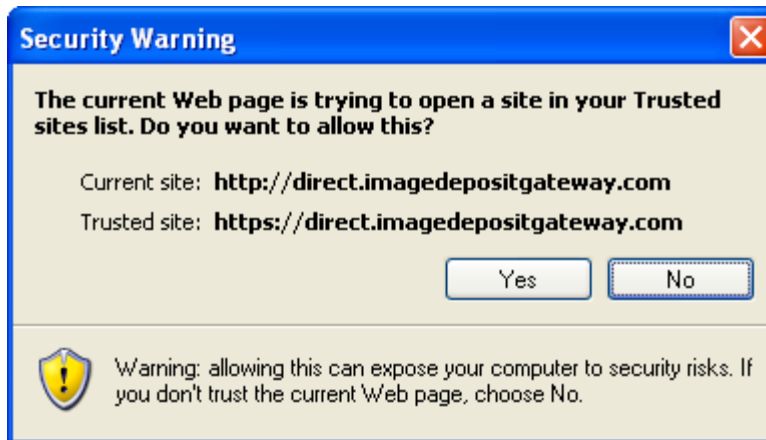 Security Warning
The current Web page is trying to open a site in your Trusted
sites list. Do you want to allow this?
Current site: http://direct.imagedepositgateway.com
Trusted site: https://direct.imagedepositgateway.com
Yes No
Warning: allowing this can expose your computer to security risks. If
you don't trust the current Web page, choose No.